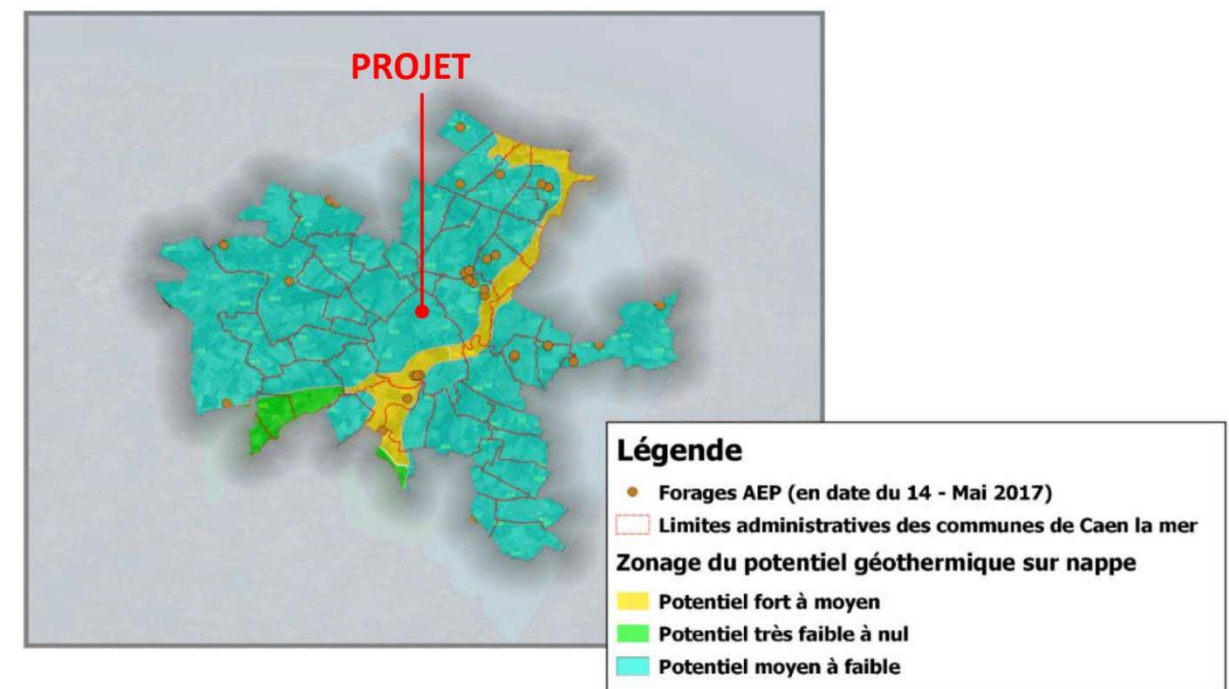 PROJET
Légende
Forages AEP (en date du 14 - Mai 2017)
Limites administratives des communes de Caen la mer
Zonage du potentiel géothermique sur nappe
Potentiel fort à moyen
Potentiel très faible à nul
Potentiel moyen à faible